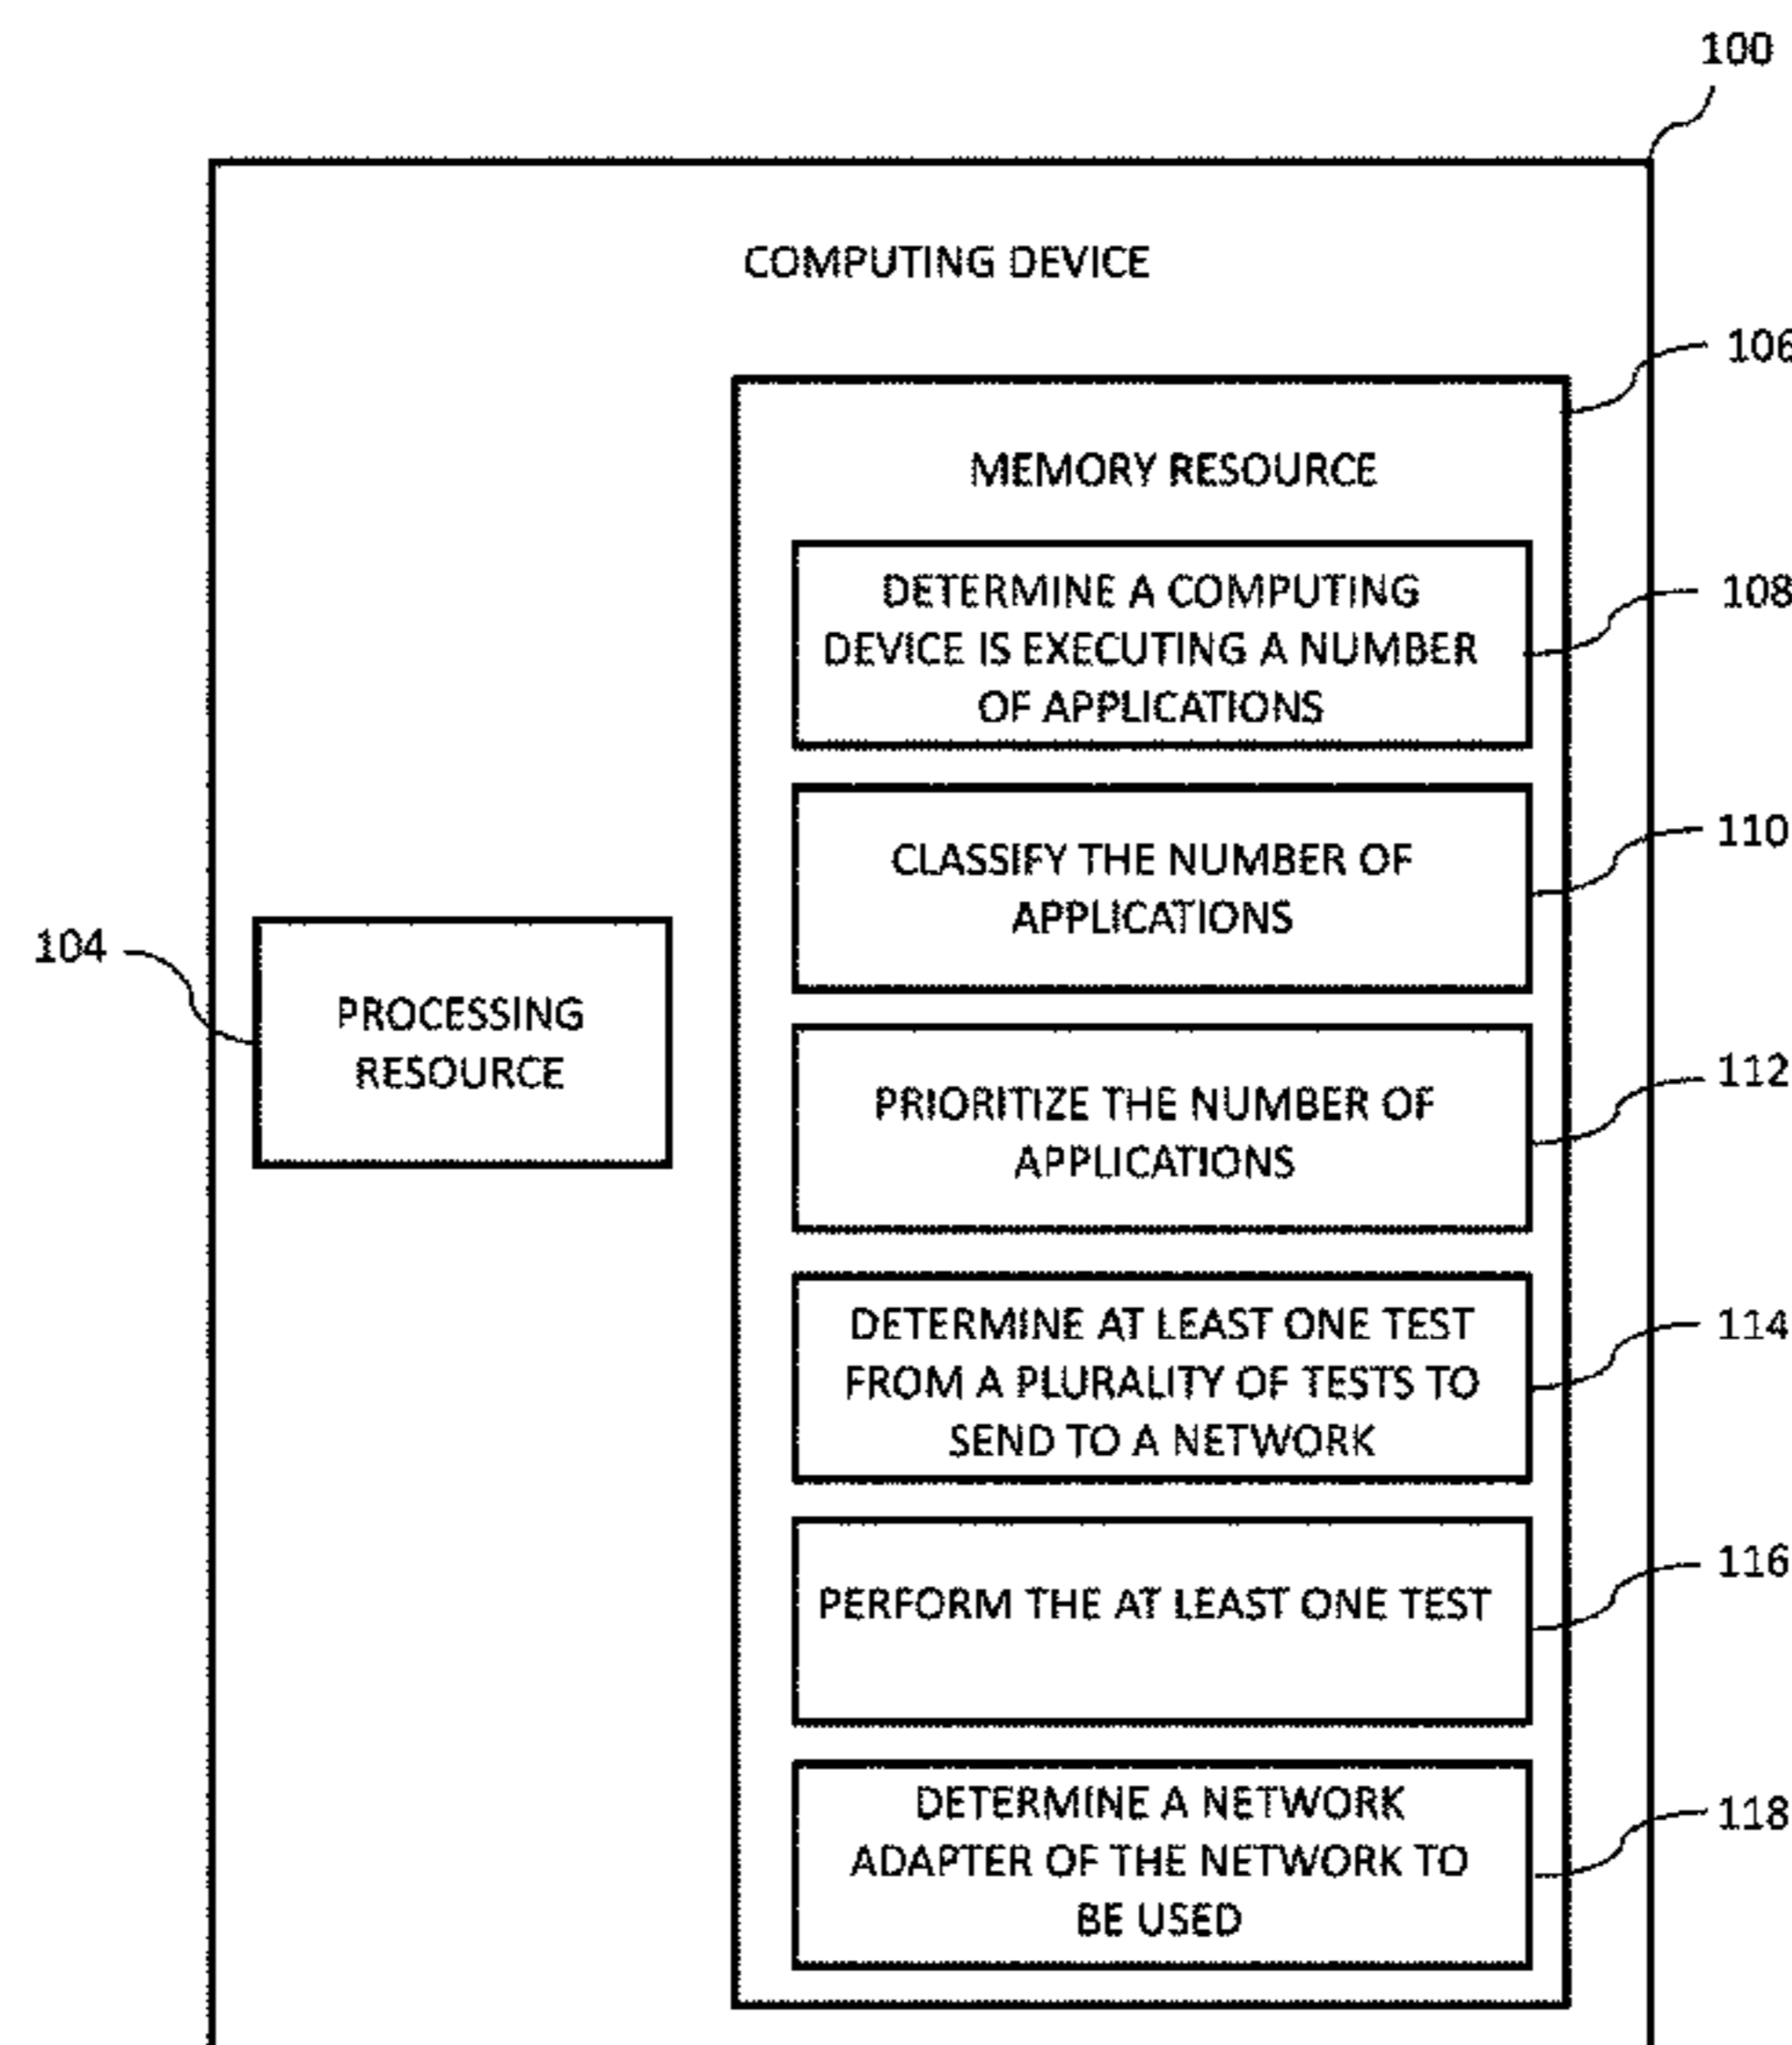 100
COMPUTING DEVICE
106
MEMORY RESOURCE
DETERMINE A COMPUTING
DEVICE IS EXECUTING A NUMBER
OF APPLICATIONS
108
CLASSIFY THE NUMBER OF
APPLICATIONS
110
104
PROCESSING
RESOURCE
PRIORITIZE THE NUMBER OF
APPLICATIONS
112
DETERMINE AT LEAST ONE TEST
FROM A PLURALITY OF TESTS TO
SEND TO A NETWORK
114
PERFORM THE AT LEAST ONE TEST
116
DETERMINE A NETWORK
ADAPTER OF THE NETWORK TO
BE USED
118